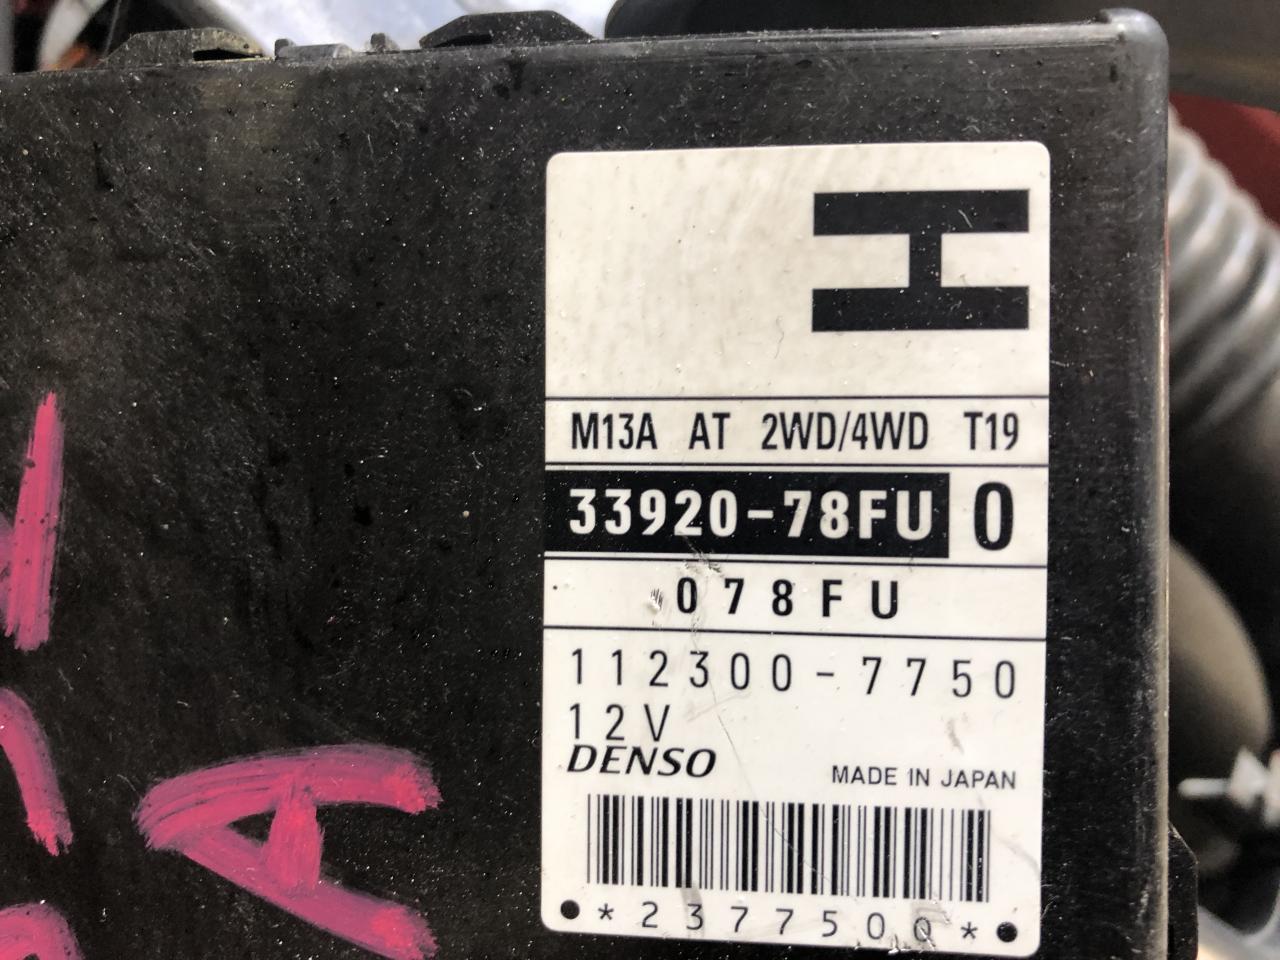 H
M13A AT 2WD/4WD T19
33920-78FU 0
078FU
112300-7750
12V
DENSO
MADE IN JAPAN
*2377500*
A